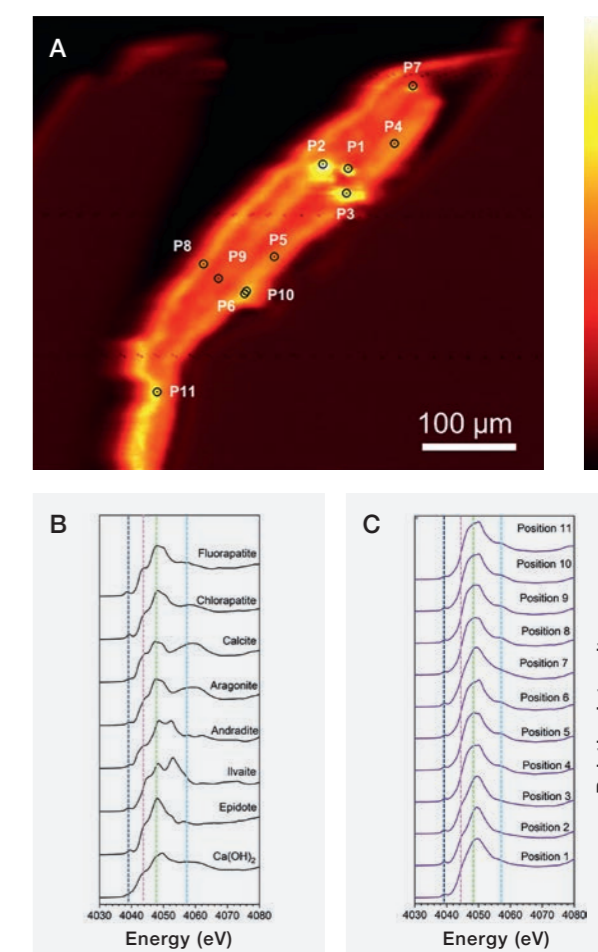 A
P7
P4
P2
P1
P3
P8
P9
P5
P6
P10
P11
100 µm
B
Fluorapatite
Chlorapatite
Calcite
Aragonite
Andradite
Ilvaite
Epidote
Ca(OH)2
4030 4040 4050 4060 4070 4080
Energy (eV)
C
Position 11
Position 10
Position 9
Position 8
Position 7
Position 6
Position 5
Position 4
Position 3
Position 2
Position 1
4030 4040 4050 4060 4070 4080
Energy (eV)